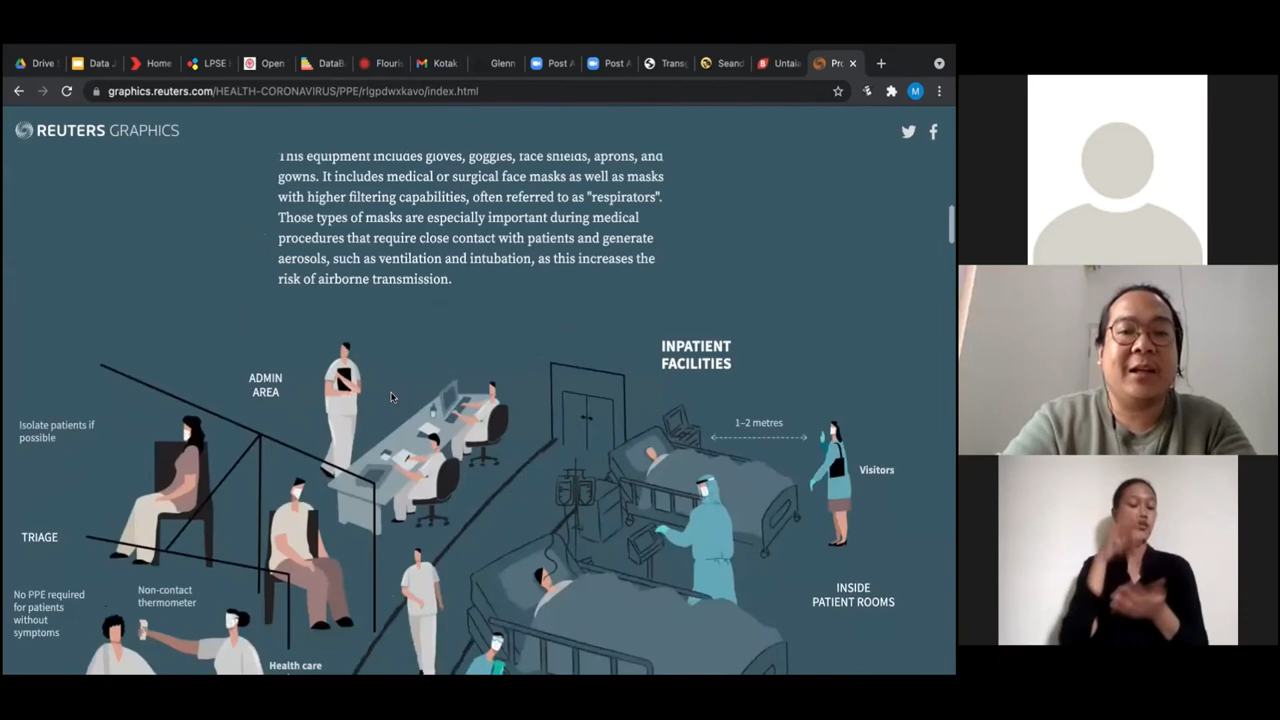 Drive
Data
Home
LPSE
Open
DataB
Flouris
Gmail
Kotak
Glenn
Post A
Post A
Transp
Seand
Untai
Pro
graphics.reuters.com/HEALTH-CORONAVIRUS/PPE/rlgpdwxkavo/index.html
M
REUTERS GRAPHICS
This equipment includes gloves, goggles, face shields, aprons, and
gowns. It includes medical or surgical face masks as well as masks
with higher filtering capabilities, often referred to as "respirators".
Those types of masks are especially important during medical
procedures that require close contact with patients and generate
aerosols, such as ventilation and intubation, as this increases the
risk of airborne transmission.
INPATIENT
FACILITIES
ADMIN
AREA
Isolate patients if
possible
1–2 metres
Visitors
TRIAGE
No PPE required
for patients
without
symptoms
Non-contact
thermometer
INSIDE
PATIENT ROOMS
Health care